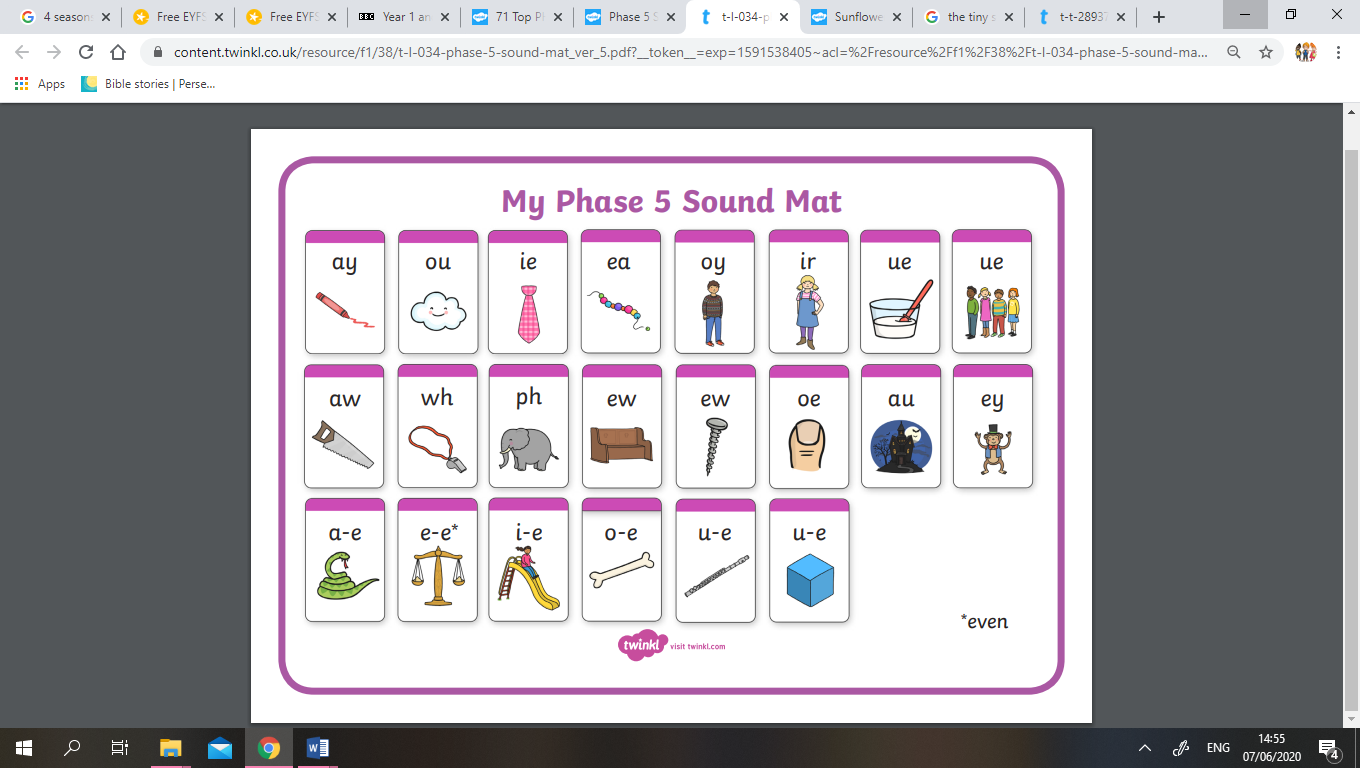 4 season
Free EYFS
Free EYFS
BBC
Year 1 an
71 Top P
Phase 5 S
t-l-034-p
Sunflowe
the tiny s
t-t-28937
content.twinkl.co.uk/resource/f1/38/t-l-034-phase-5-sound-mat_ver_5.pdf?__token__=exp=1591538405~acl=%2Fresource%2Ff1%2F38%2Ft-l-034-phase-5-sound-ma...
Apps
Bible stories | Perse...
My Phase 5 Sound Mat
ay ou ie ea oy ir ue ue
aw wh ph ew ew oe au ey
a-e e-e* i-e o-e u-e u-e
*even
twinkl visit twinkl.com
ENG
14:55
07/06/2020
4